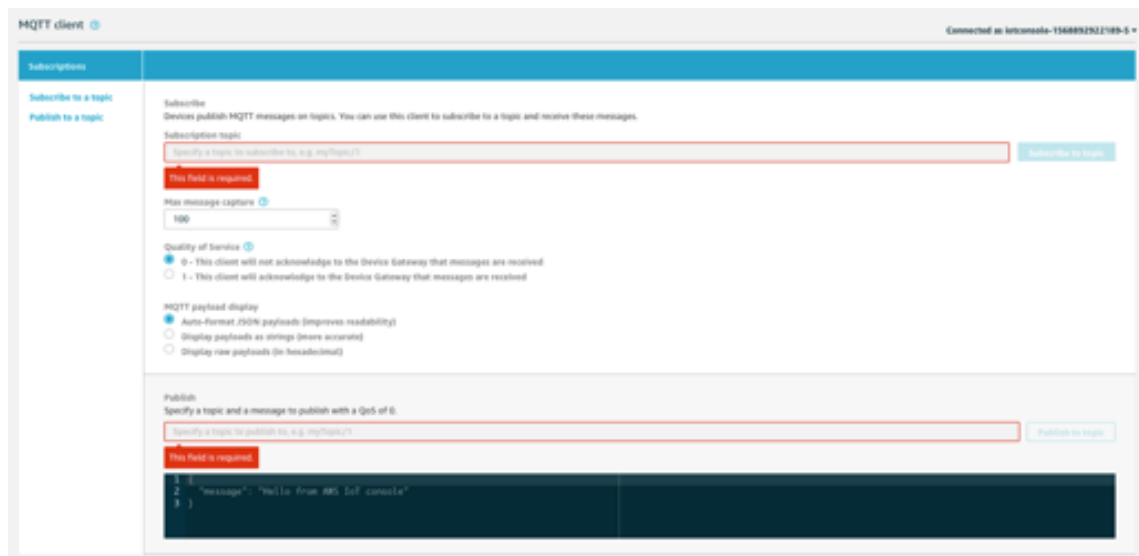 MQTT client
Connected as iotconsole-1568892922189-5
Subscriptions
Subscribe to a topic
Publish to a topic
Subscribe
Devices publish MQTT messages on topics. You can use this client to subscribe to a topic and receive these messages.
Subscription topic
Specify a topic to subscribe to, e.g. myTopic/1
Subscribe to topic
This field is required.
Max message capture
100
Quality of Service
0 - This client will not acknowledge to the Device Gateway that messages are received
1 - This client will acknowledge to the Device Gateway that messages are received
MQTT payload display
Auto-format JSON payloads (improves readability)
Display payloads as strings (more accurate)
Display raw payloads (in hexadecimal)
Publish
Specify a topic and a message to publish with a QoS of 0.
Specify a topic to publish to, e.g. myTopic/1
Publish to topic
This field is required.
1 {
2 "message": "Hello from AWS IoT console"
3 }